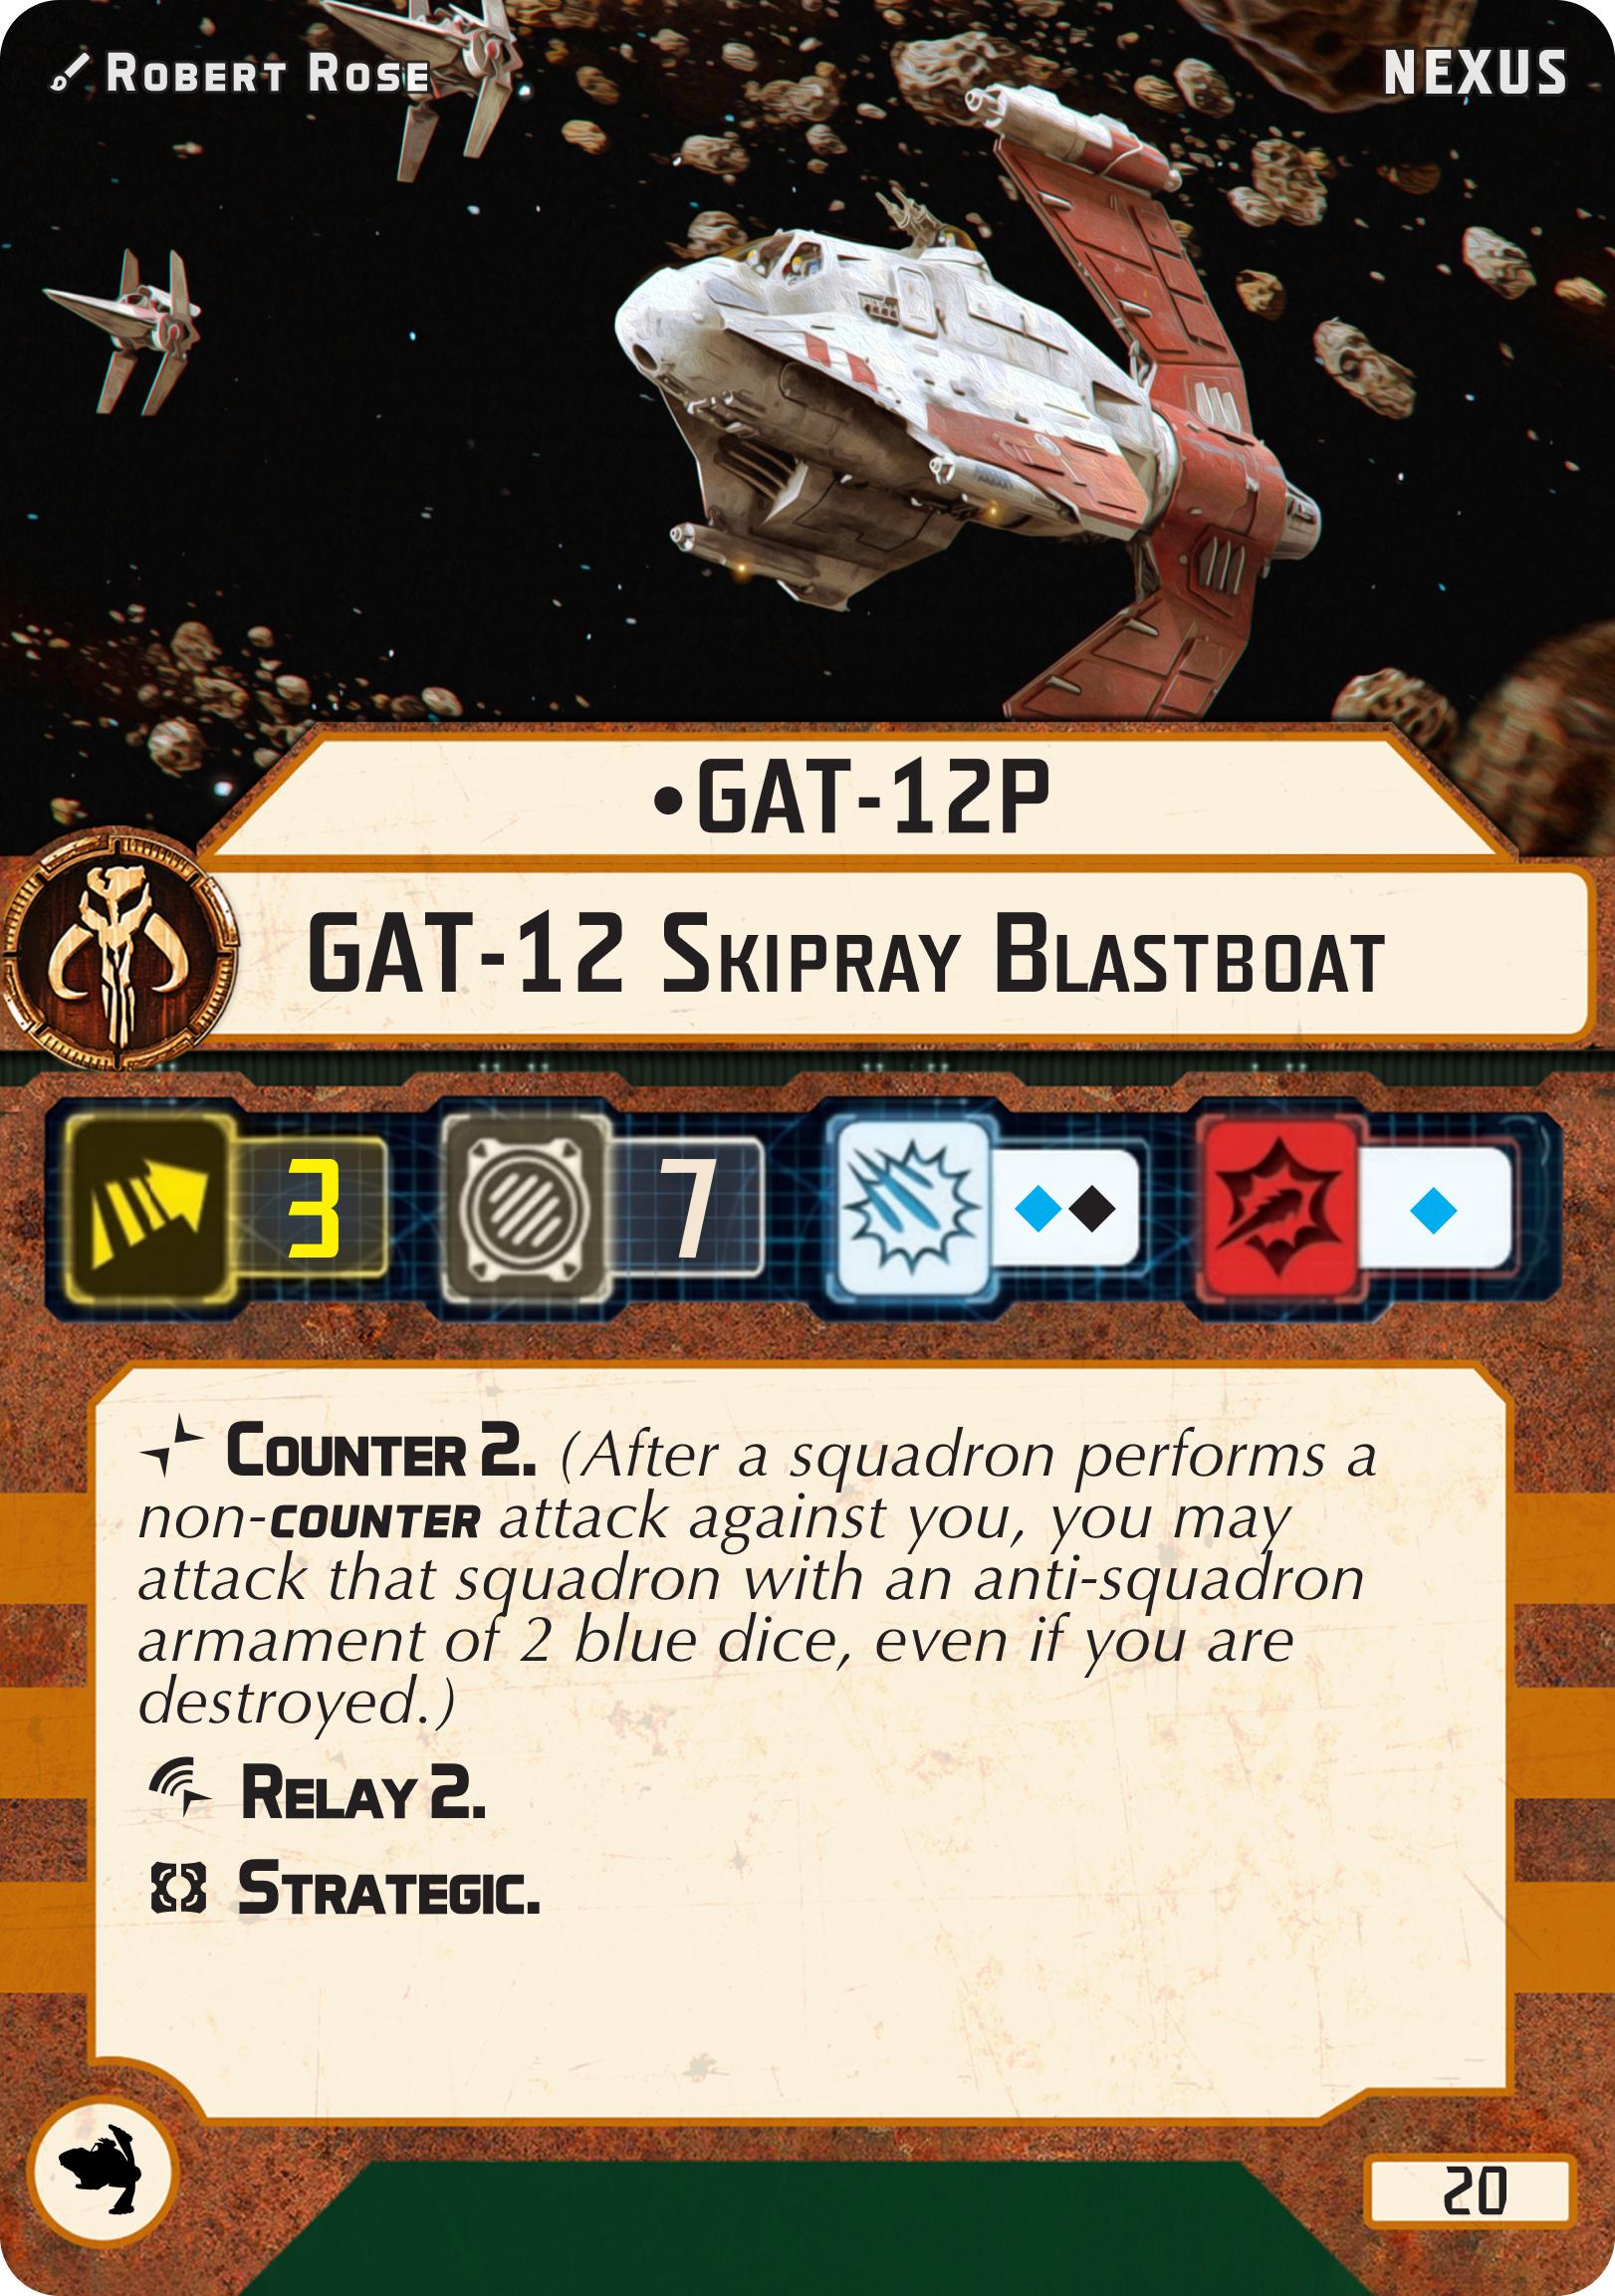 Robert Rose
NEXUS
•GAT-12P
GAT-12 Skipray Blastboat
3
7
Counter 2. (After a squadron performs a
non-counter attack against you, you may
attack that squadron with an anti-squadron
armament of 2 blue dice, even if you are
destroyed.)
Relay 2.
Strategic.
20